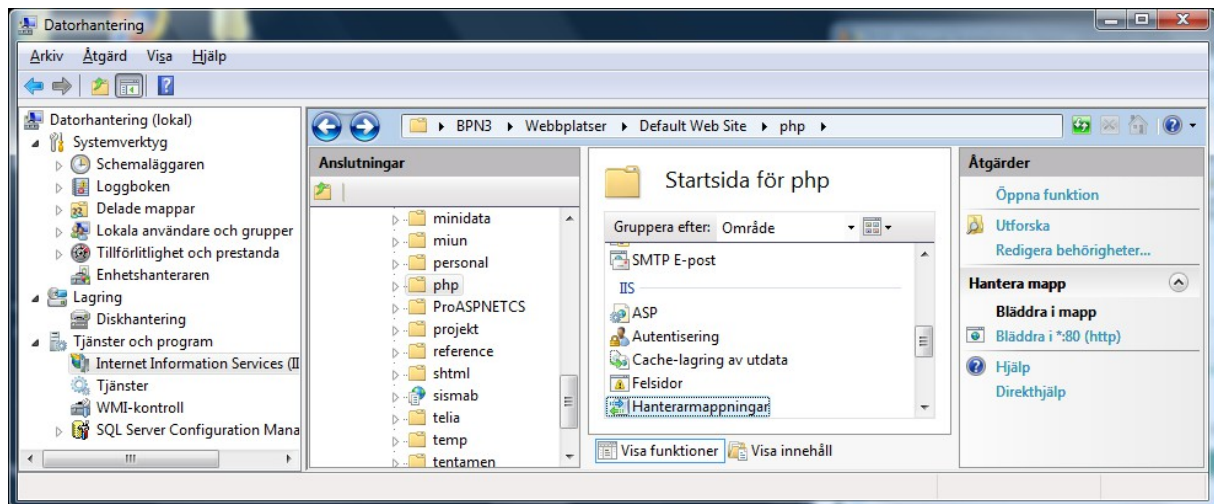 Datorhantering
Arkiv Åtgärd Visa Hjälp
Datorhantering (lokal)
Systemverktyg
Schemaläggaren
Loggboken
Delade mappar
Lokala användare och grupper
Tillförlitlighet och prestanda
Enhetshanteraren
Lagring
Diskhantering
Tjänster och program
Internet Information Services (II
Tjänster
WMI-kontroll
SQL Server Configuration Mana
BPN3 Webbplatser Default Web Site php
Anslutningar
minidata
miun
personal
php
ProASPNETCS
projekt
reference
shtml
sismab
telia
temp
tentamen
Startsida för php
Gruppera efter: Område
SMTP E-post
IIS
ASP
Autentisering
Cache-lagring av utdata
Felsidor
Hanterarmappningar
Visa funktioner Visa innehåll
Åtgärder
Öppna funktion
Utforska
Redigera behörigheter...
Hantera mapp
Bläddra i mapp
Bläddra i *:80 (http)
Hjälp
Direkthjälp